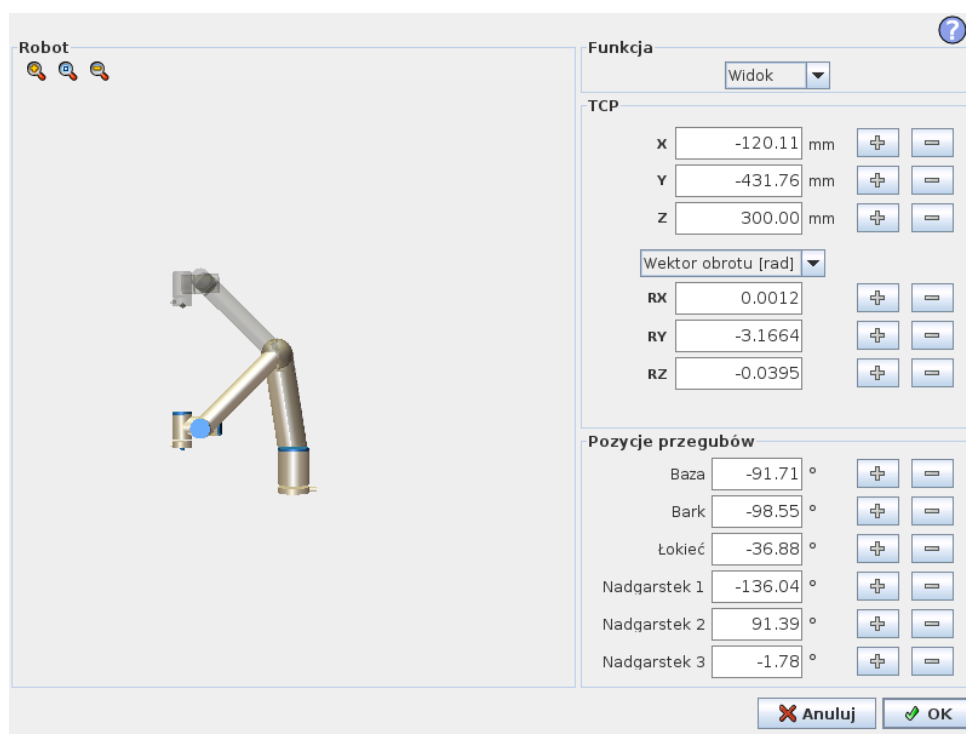 Robot
Funkcja
Widok
TCP
X -120.11 mm
Y -431.76 mm
Z 300.00 mm
Wektor obrotu [rad]
RX 0.0012
RY -3.1664
RZ -0.0395
Pozycje przegubów
Baza -91.71 °
Bark -98.55 °
Łokieć -36.88 °
Nadgarstek 1 -136.04 °
Nadgarstek 2 91.39 °
Nadgarstek 3 -1.78 °
Anuluj OK